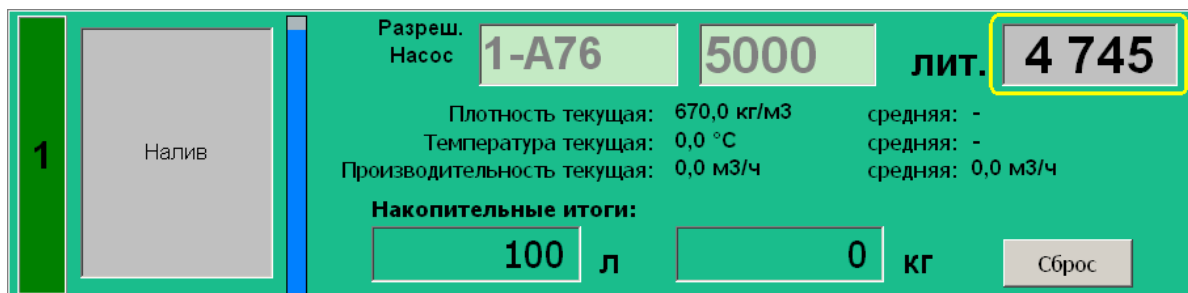 1
Налив
Разреш.
Насос
1-А76
5000
лит.
4 745
Плотность текущая: 670,0 кг/м3 средняя: -
Температура текущая: 0,0 °C средняя: -
Производительность текущая: 0,0 м3/ч средняя: 0,0 м3/ч
Накопительные итоги:
100 л 0 кг
Сброс